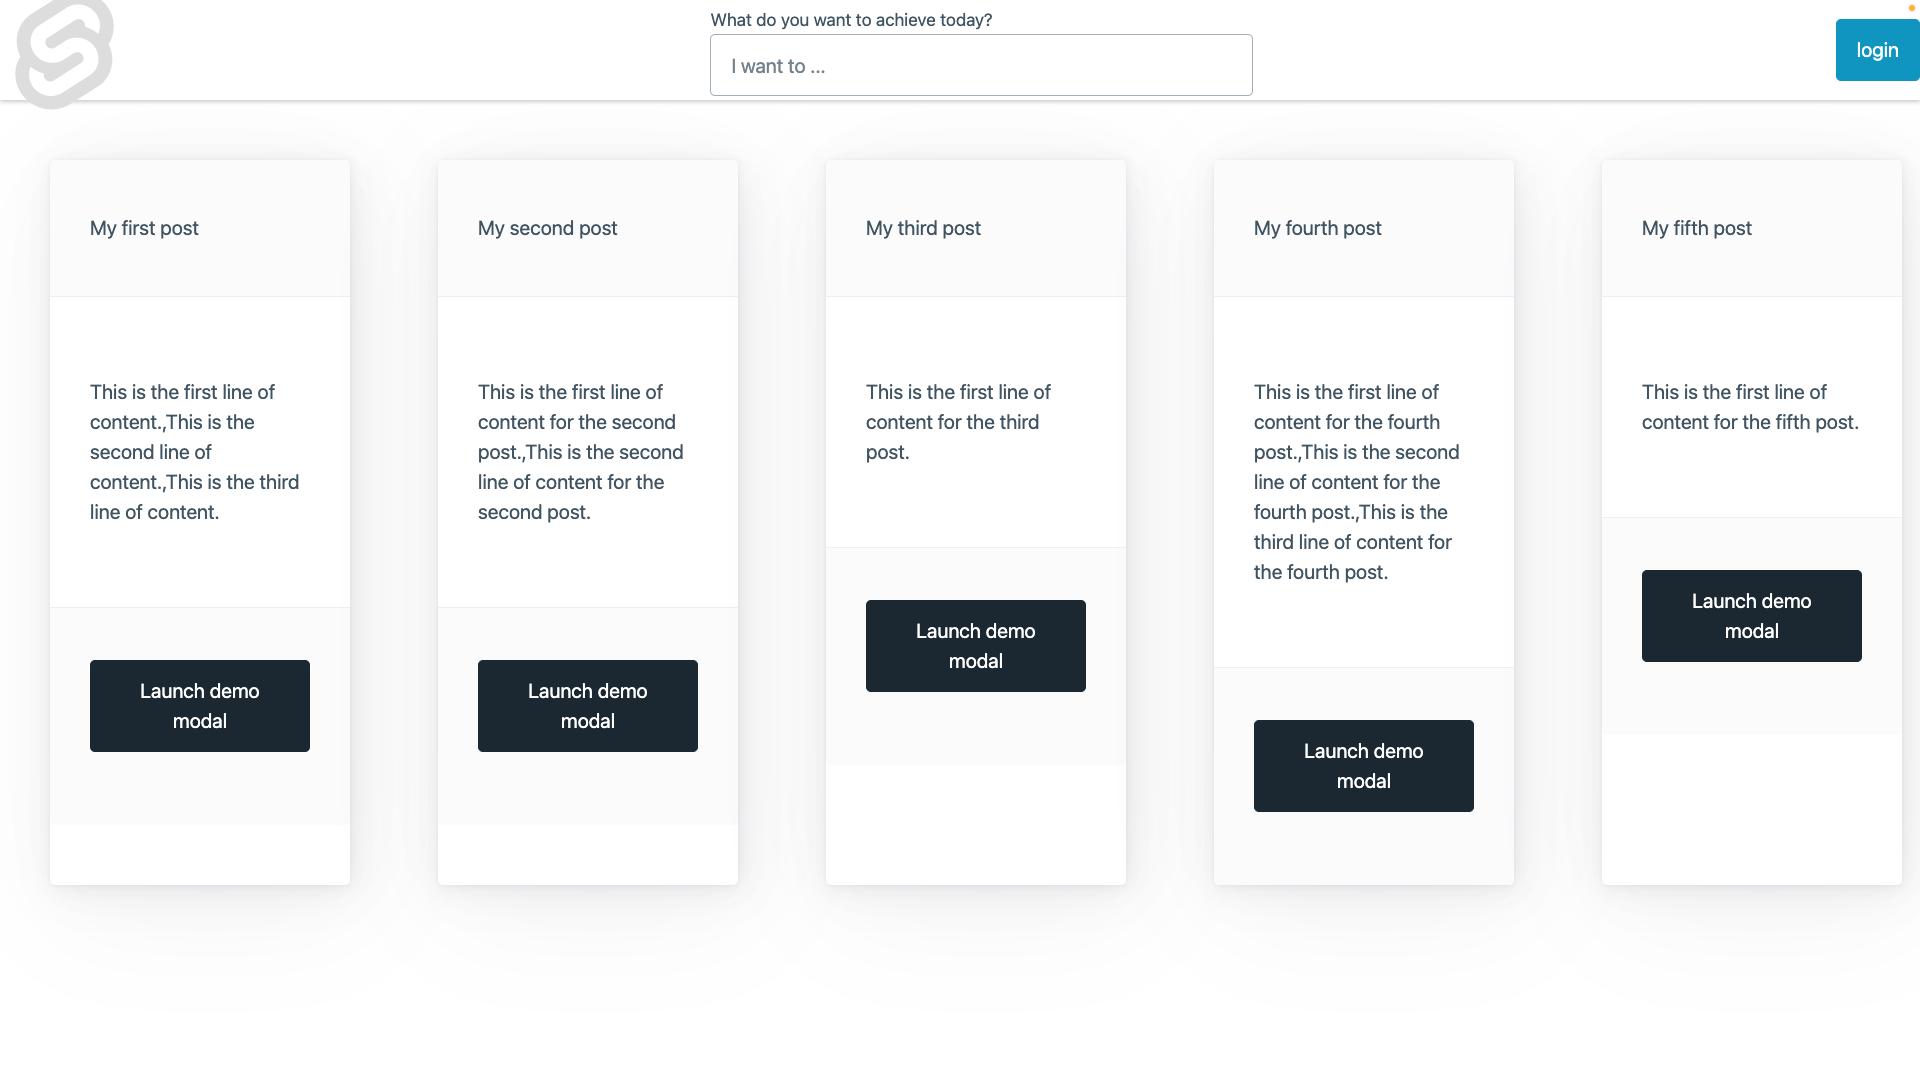 What do you want to achieve today?
I want to ...
login
My first post
This is the first line of
content.,This is the
second line of
content.,This is the third
line of content.
Launch demo
modal
My second post
This is the first line of
content for the second
post.,This is the second
line of content for the
second post.
Launch demo
modal
My third post
This is the first line of
content for the third
post.
Launch demo
modal
My fourth post
This is the first line of
content for the fourth
post.,This is the second
line of content for the
fourth post.,This is the
third line of content for
the fourth post.
Launch demo
modal
My fifth post
This is the first line of
content for the fifth post.
Launch demo
modal